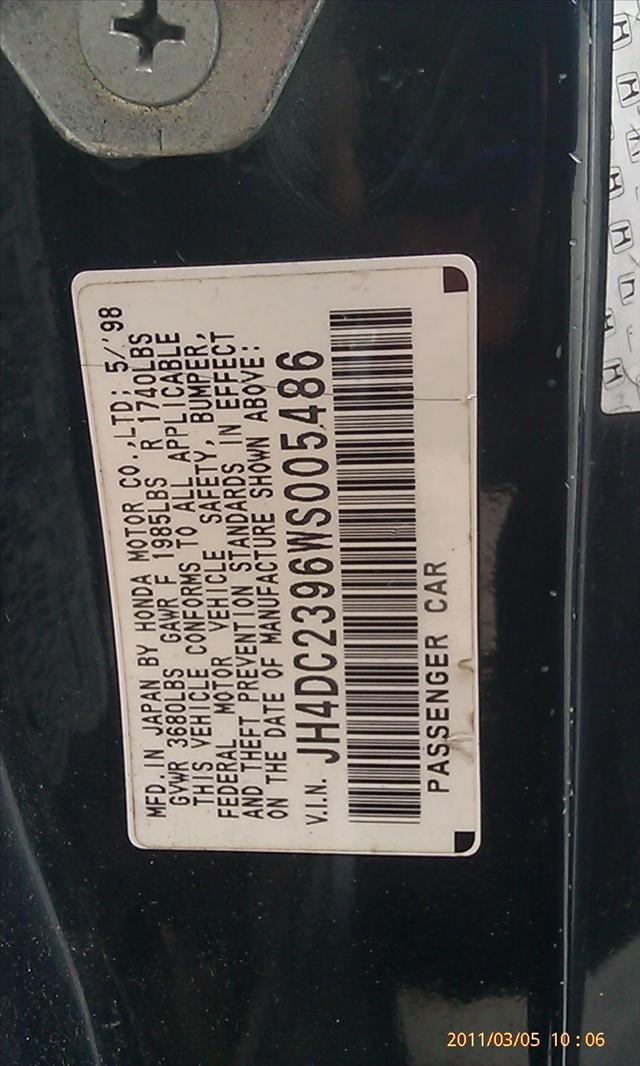 MFD. IN JAPAN BY HONDA MOTOR CO.,LTD; 5/'98
GVWR 3680LBS GAWR F 1985LBS R 1740LBS
THIS VEHICLE CONFORMS TO ALL APPLICABLE
FEDERAL MOTOR VEHICLE SAFETY, BUMPER,
AND THEFT PREVENTION STANDARDS IN EFFECT
ON THE DATE OF MANUFACTURE SHOWN ABOVE:
V.I.N. JH4DC2396WS005486
PASSENGER CAR
2011/03/05 10:06